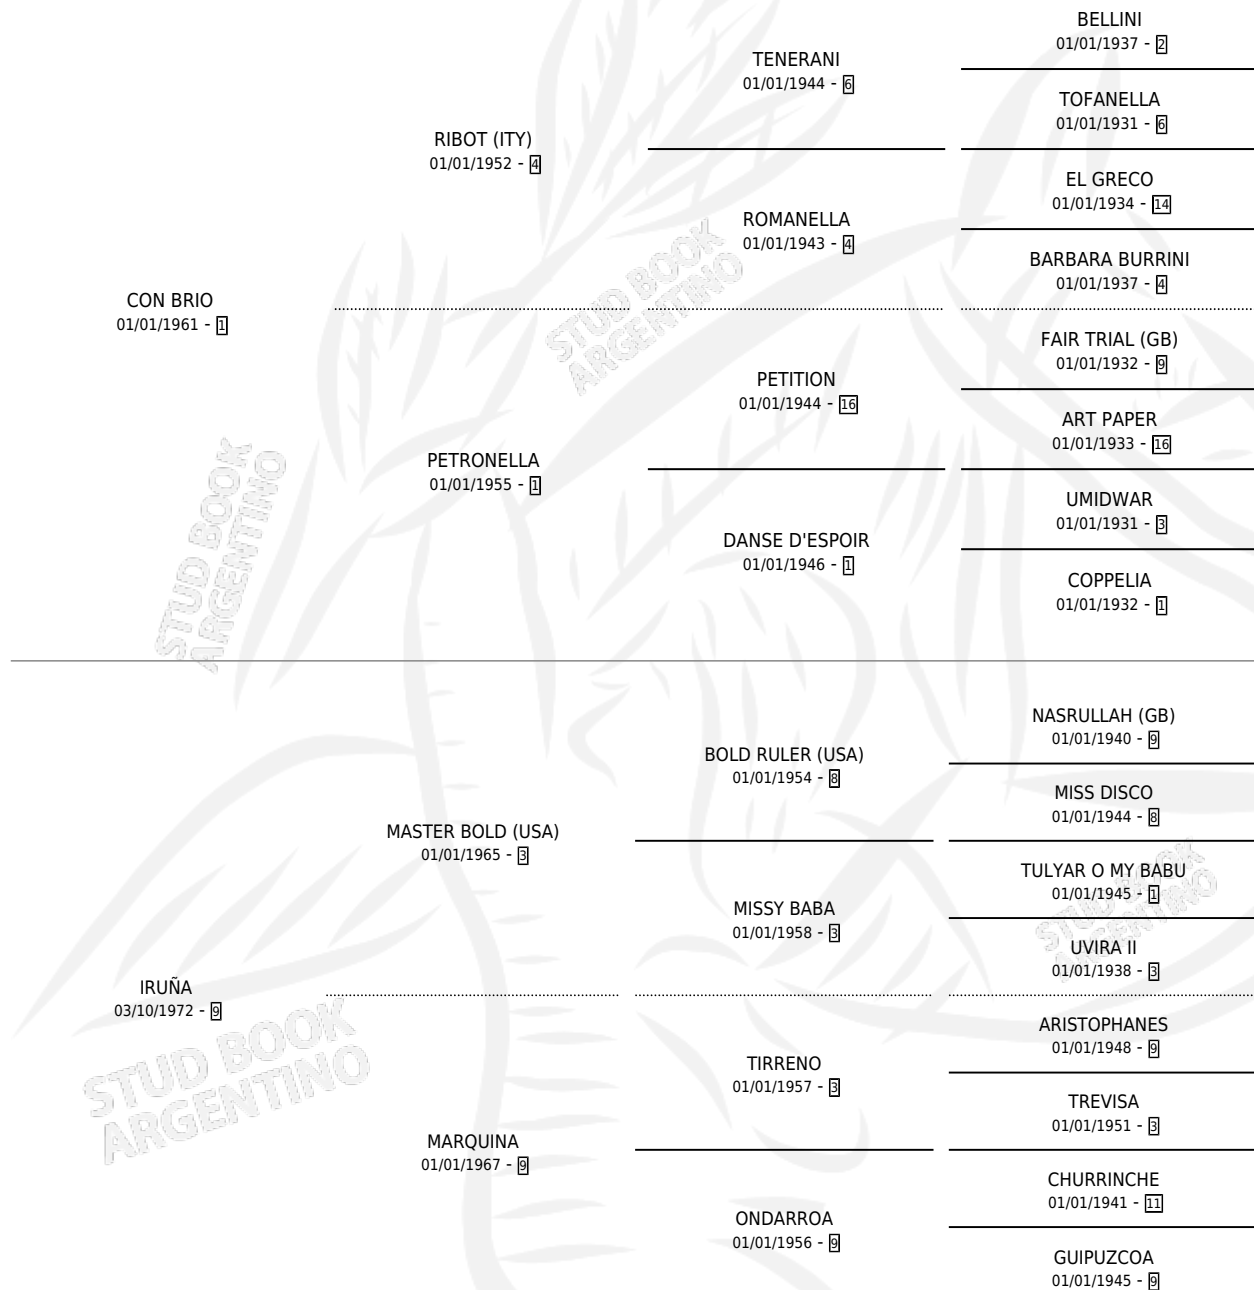 BELLINI
01/01/1937 - 2
TENERANI
01/01/1944 - 6
TOFANELLA
01/01/1931 - 6
RIBOT (ITY)
01/01/1952 - 4
EL GRECO
01/01/1934 - 14
ROMANELLA
01/01/1943 - 4
BARBARA BURRINI
01/01/1937 - 4
CON BRIO
01/01/1961 - 1
FAIR TRIAL (GB)
01/01/1932 - 9
PETITION
01/01/1944 - 16
ART PAPER
01/01/1933 - 16
PETRONELLA
01/01/1955 - 1
UMIDWAR
01/01/1931 - 3
DANSE D'ESPOIR
01/01/1946 - 1
COPPELIA
01/01/1932 - 1
NASRULLAH (GB)
01/01/1940 - 9
BOLD RULER (USA)
01/01/1954 - 8
MISS DISCO
01/01/1944 - 8
MASTER BOLD (USA)
01/01/1965 - 3
TULYAR O MY BABU
01/01/1945 - 1
MISSY BABA
01/01/1958 - 3
UVIRA II
01/01/1938 - 3
IRUÑA
03/10/1972 - 9
ARISTOPHANES
01/01/1948 - 9
TIRRENO
01/01/1957 - 3
TREVISA
01/01/1951 - 3
MARQUINA
01/01/1967 - 9
CHURRINCHE
01/01/1941 - 11
ONDARROA
01/01/1956 - 9
GUIPUZCOA
01/01/1945 - 9
STUD BOOK
ARGENTINO
STUD BOOK
ARGENTINO
STUD BOOK
ARGENTINO
STUD BOOK
ARGENTINO